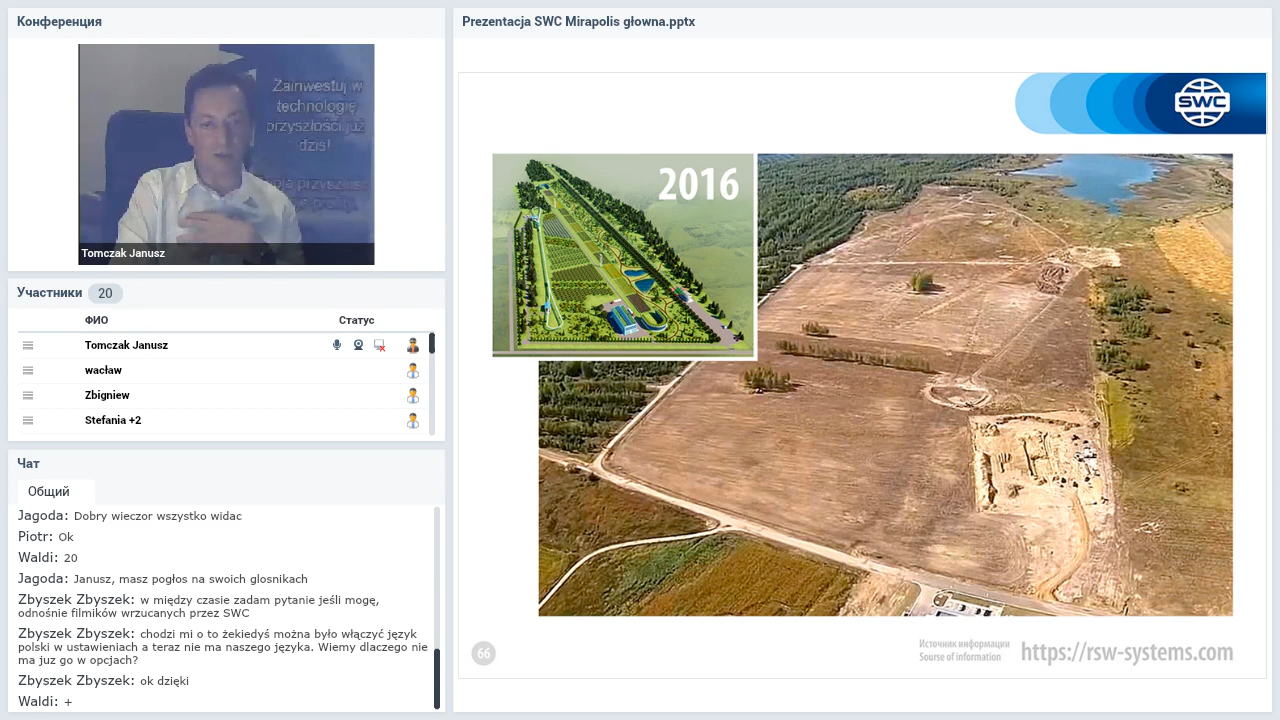 Конференция
Zainwestuj w
technologię
przyszłości już
dziś!
Tomczak Janusz
Участники 20
ФИО Статус
Tomczak Janusz
wacław
Zbigniew
Stefania +2
Чат
Общий
Jagoda: Dobry wieczor wszystko widac
Piotr: Ok
Waldi: 20
Jagoda: Janusz, masz pogłos na swoich glosnikach
Zbyszek Zbyszek: w między czasie zadam pytanie jeśli mogę,
odnośnie filmików wrzucanych przez SWC
Zbyszek Zbyszek: chodzi mi o to żekiedyś można było włączyć język
polski w ustawieniach a teraz nie ma naszego języka. Wiemy dlaczego nie
ma juz go w opcjach?
Zbyszek Zbyszek: ok dzięki
Waldi: +
Prezentacja SWC Mirapolis głowna.pptx
SWC
2016
66
Источник информации
Sourse of information
https://rsw-systems.com